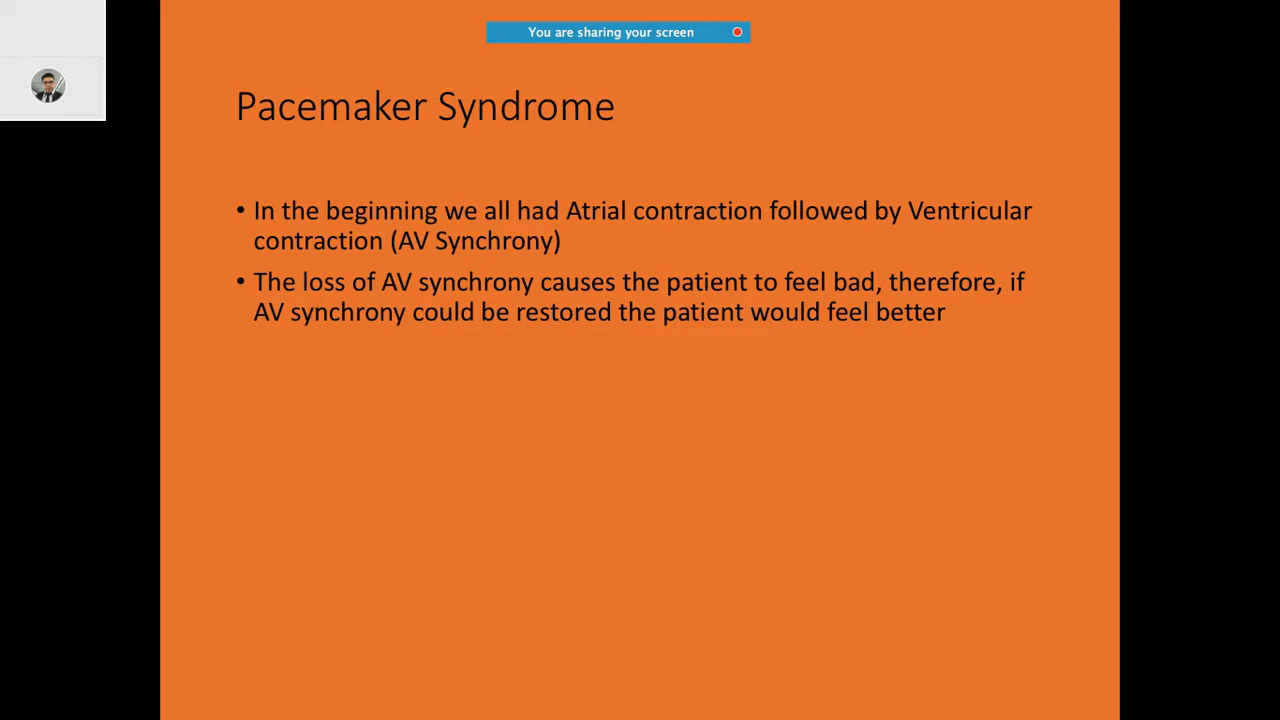 You are sharing your screen
Pacemaker Syndrome
• In the beginning we all had Atrial contraction followed by Ventricular
contraction (AV Synchrony)
• The loss of AV synchrony causes the patient to feel bad, therefore, if
AV synchrony could be restored the patient would feel better